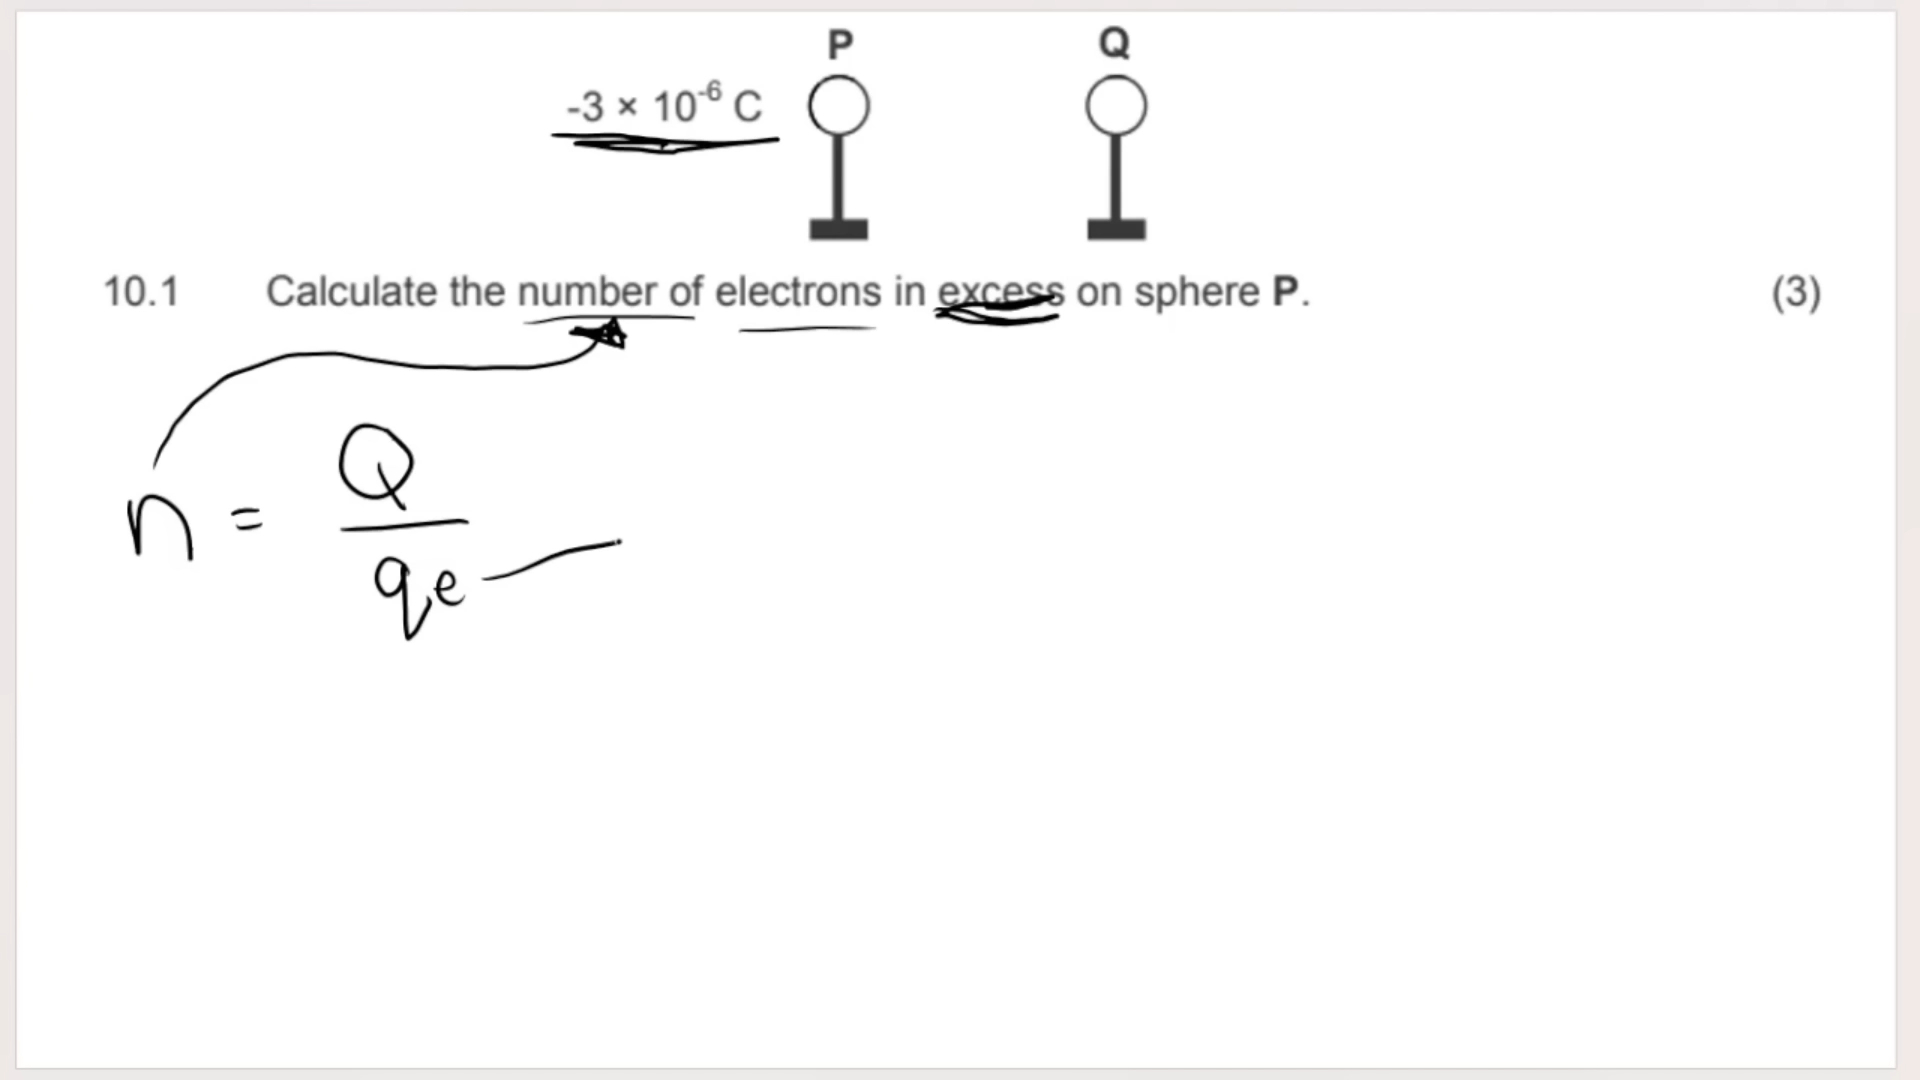 P Q
-3 × 10⁻⁶ C
10.1 Calculate the number of electrons in excess on sphere P. (3)
n = Q
qe